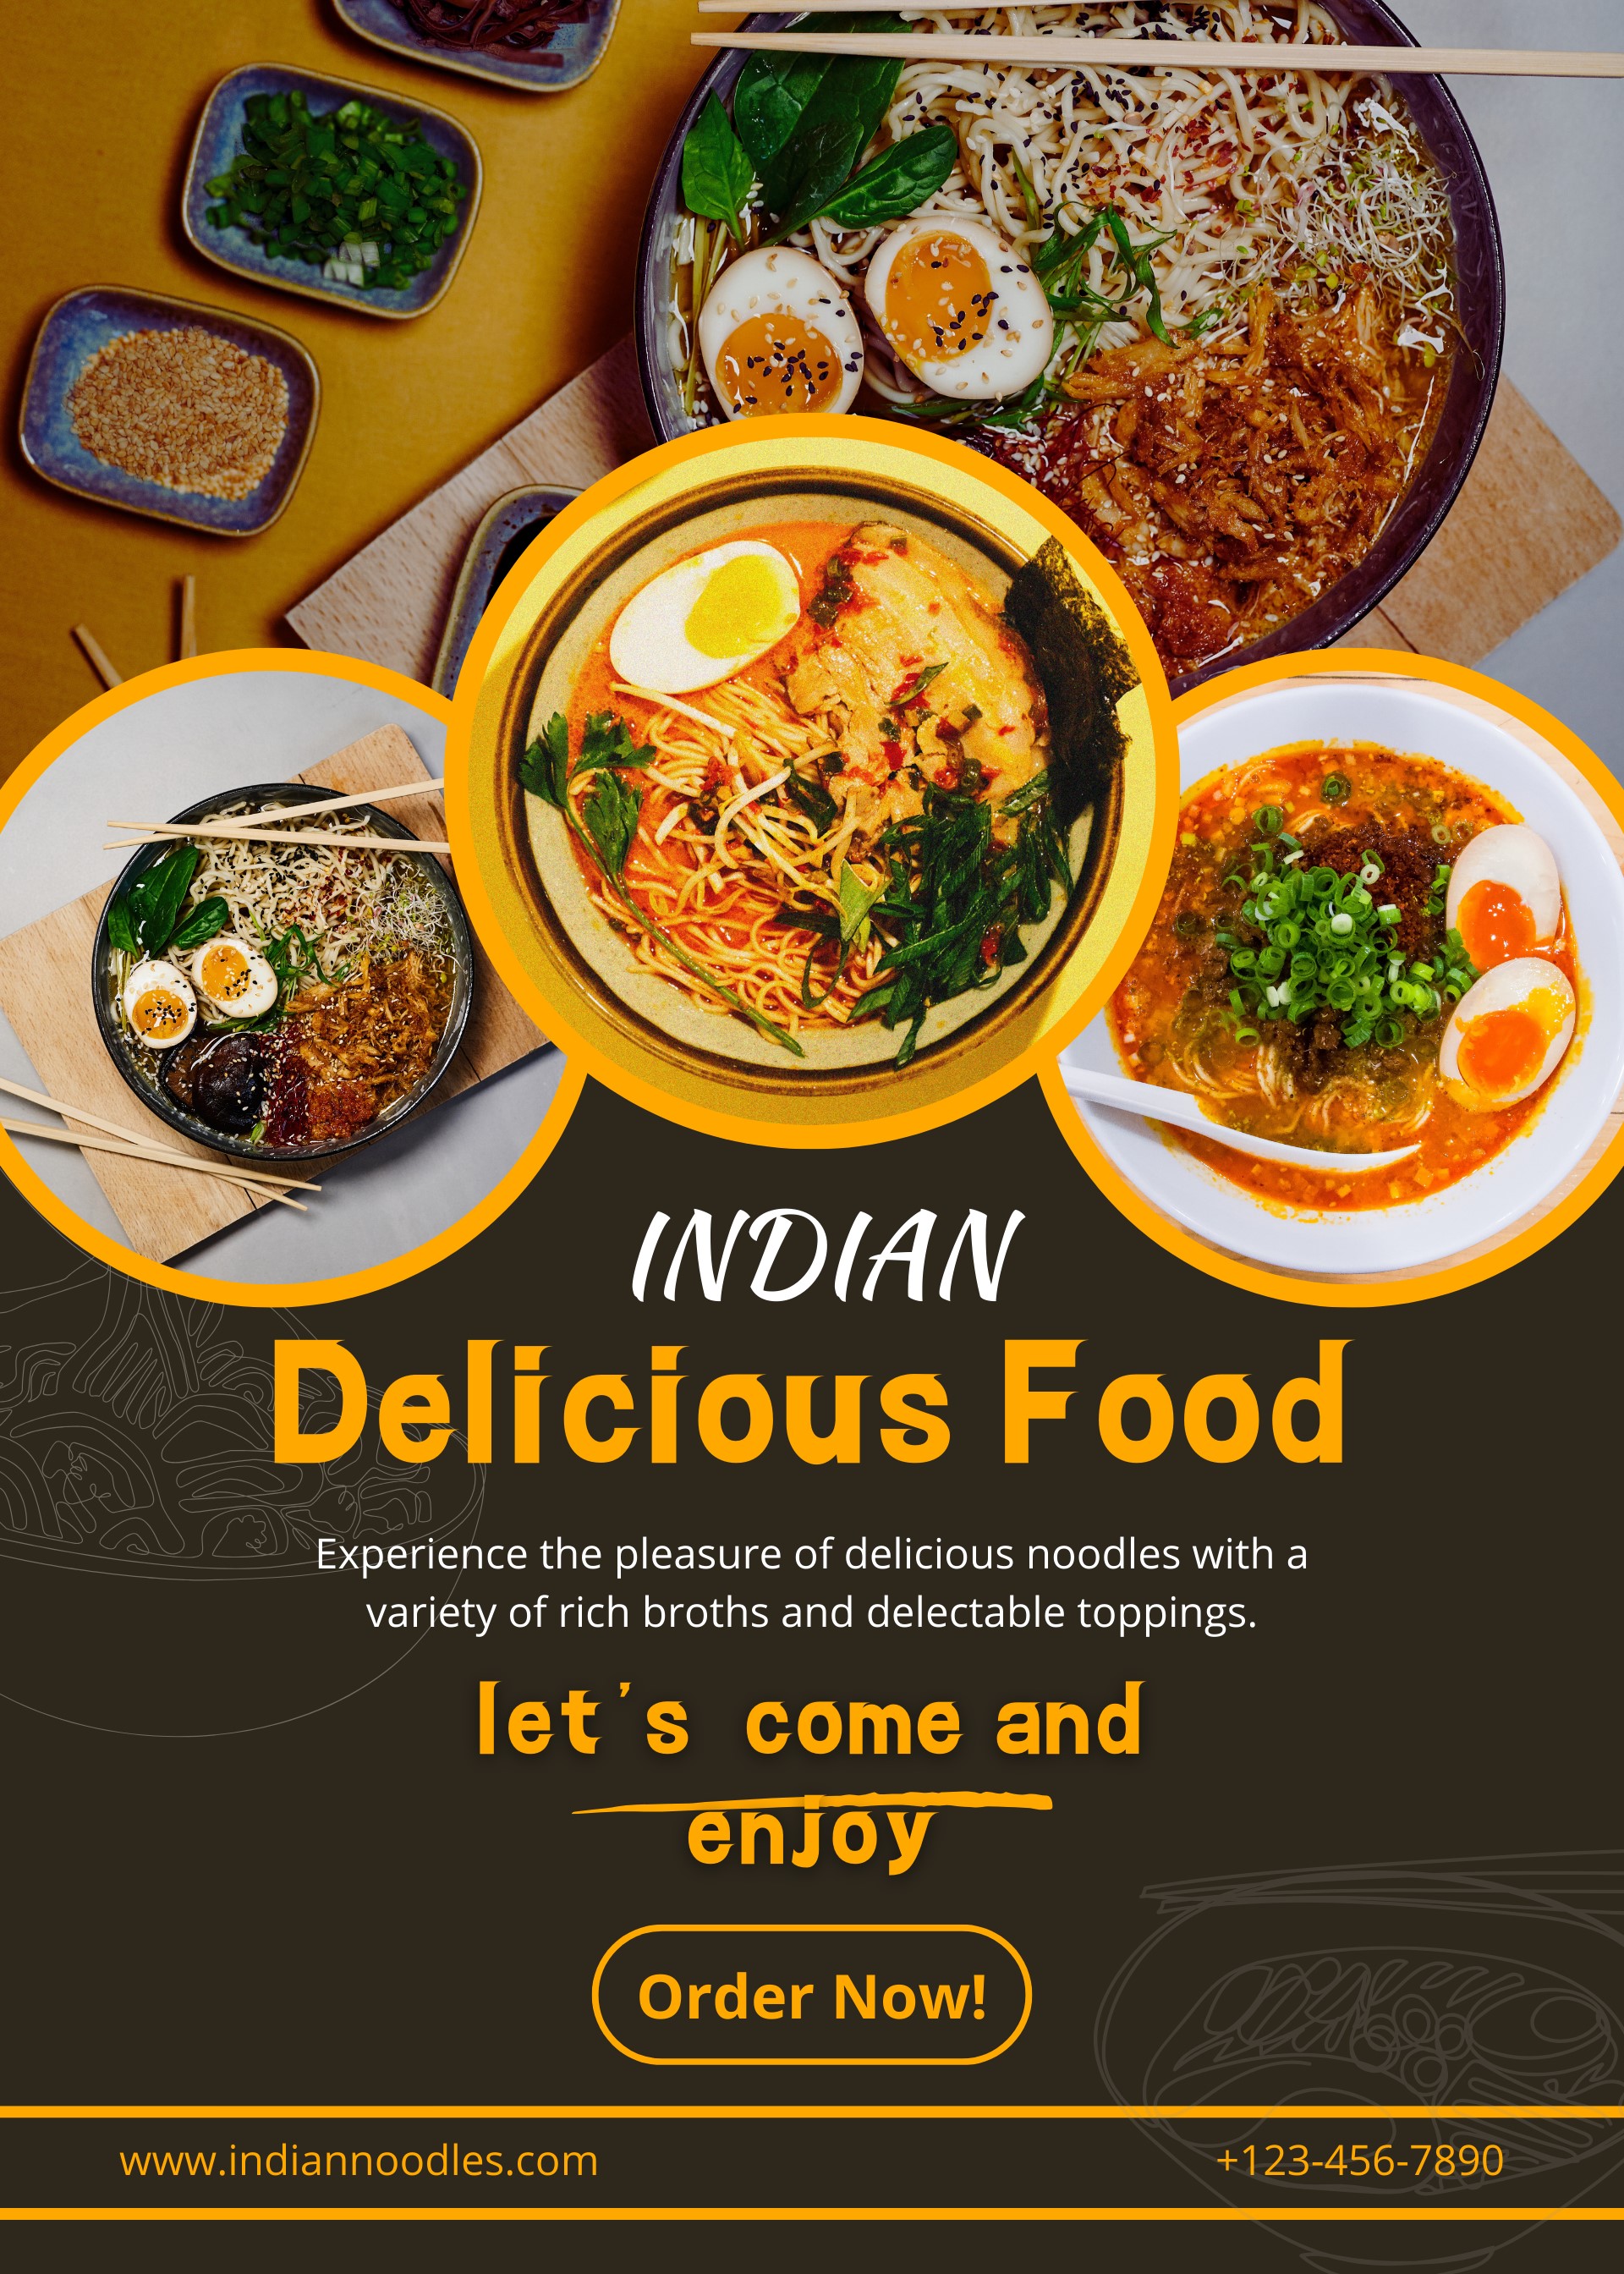 INDIAN
Delicious Food
Experience the pleasure of delicious noodles with a
variety of rich broths and delectable toppings.
let's come and
enjoy
Order Now!
www.indiannoodles.com
+123-456-7890